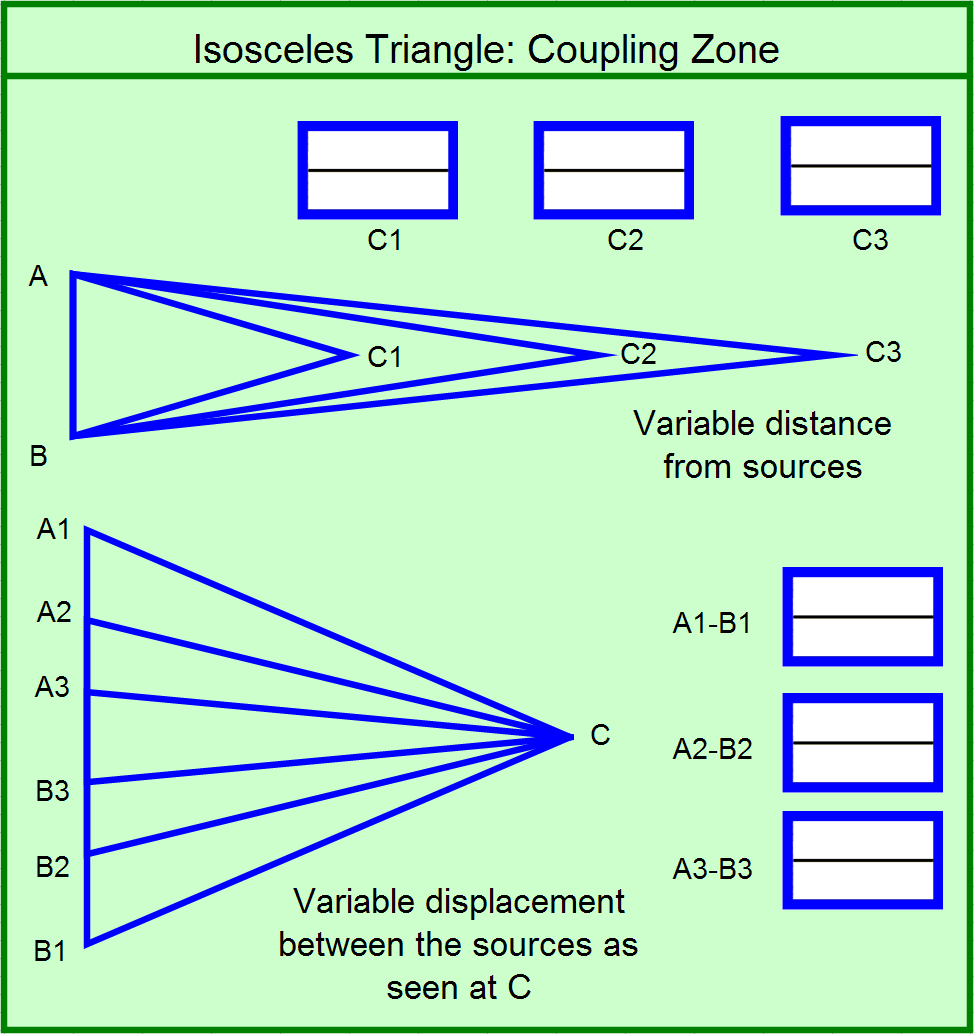 Isosceles Triangle: Coupling Zone
C1
C2
C3
A
C1
C2
C3
B
Variable distance
from sources
A1
A2
A3
B3
B2
B1
C
A1-B1
A2-B2
A3-B3
Variable displacement
between the sources as
seen at C